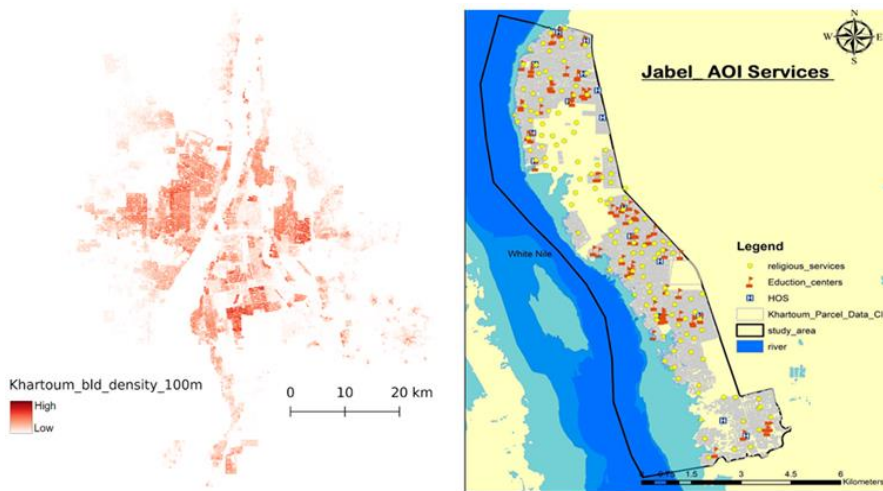 Khartoum_bld_density_100m
High
Low
0 10 20 km
N
W E
S
Jabel_ AOI Services
White Nile
Legend
religious_services
Eduction_centers
HOS
Khartoum_Parcel_Data_Cl
study_area
river
1.5 3 4.5 6
Kilometers